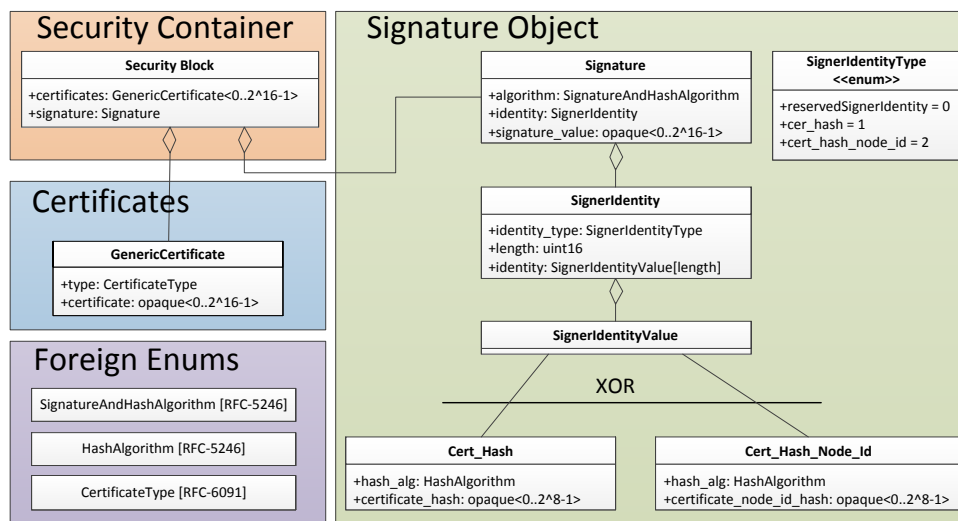 Security Container
Security Block
+certificates: GenericCertificate<0..2^16-1>
+signature: Signature
Certificates
GenericCertificate
+type: CertificateType
+certificate: opaque<0..2^16-1>
Foreign Enums
SignatureAndHashAlgorithm [RFC-5246]
HashAlgorithm [RFC-5246]
CertificateType [RFC-6091]
Signature Object
Signature
+algorithm: SignatureAndHashAlgorithm
+identity: SignerIdentity
+signature_value: opaque<0..2^16-1>
SignerIdentityType
<<enum>>
+reservedSignerIdentity = 0
+cer_hash = 1
+cert_hash_node_id = 2
SignerIdentity
+identity_type: SignerIdentityType
+length: uint16
+identity: SignerIdentityValue[length]
SignerIdentityValue
XOR
Cert_Hash
+hash_alg: HashAlgorithm
+certificate_hash: opaque<0..2^8-1>
Cert_Hash_Node_Id
+hash_alg: HashAlgorithm
+certificate_node_id_hash: opaque<0..2^8-1>